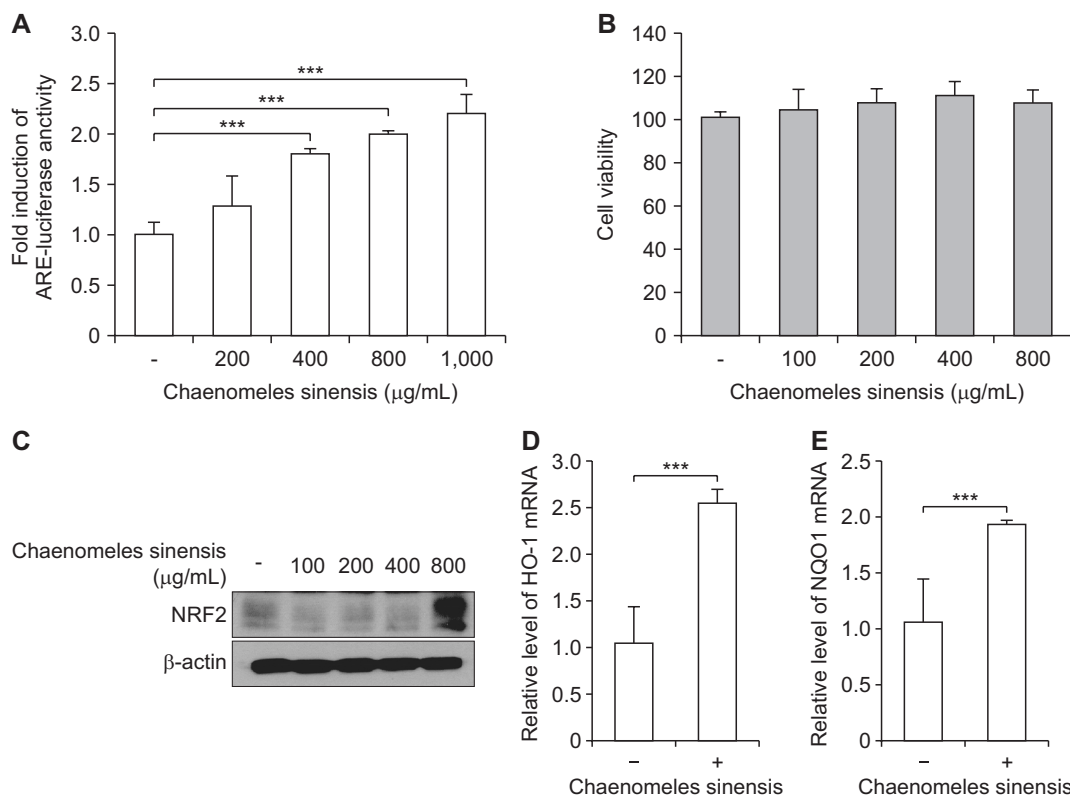 A
Fold induction of
ARE-luciferase anctivity
3.0
2.5
2.0
1.5
1.0
0.5
0
***
***
***
- 200 400 800 1,000
Chaenomeles sinensis (μg/mL)
B
Cell viability
140
120
100
80
60
40
20
0
- 100 200 400 800
Chaenomeles sinensis (μg/mL)
C
Chaenomeles sinensis
(μg/mL)
- 100 200 400 800
NRF2
β-actin
D
Relative level of HO-1 mRNA
3.0
2.5
2.0
1.5
1.0
0.5
0
***
− +
Chaenomeles sinensis
E
Relative level of NQO1 mRNA
2.5
2.0
1.5
1.0
0.5
0
***
− +
Chaenomeles sinensis